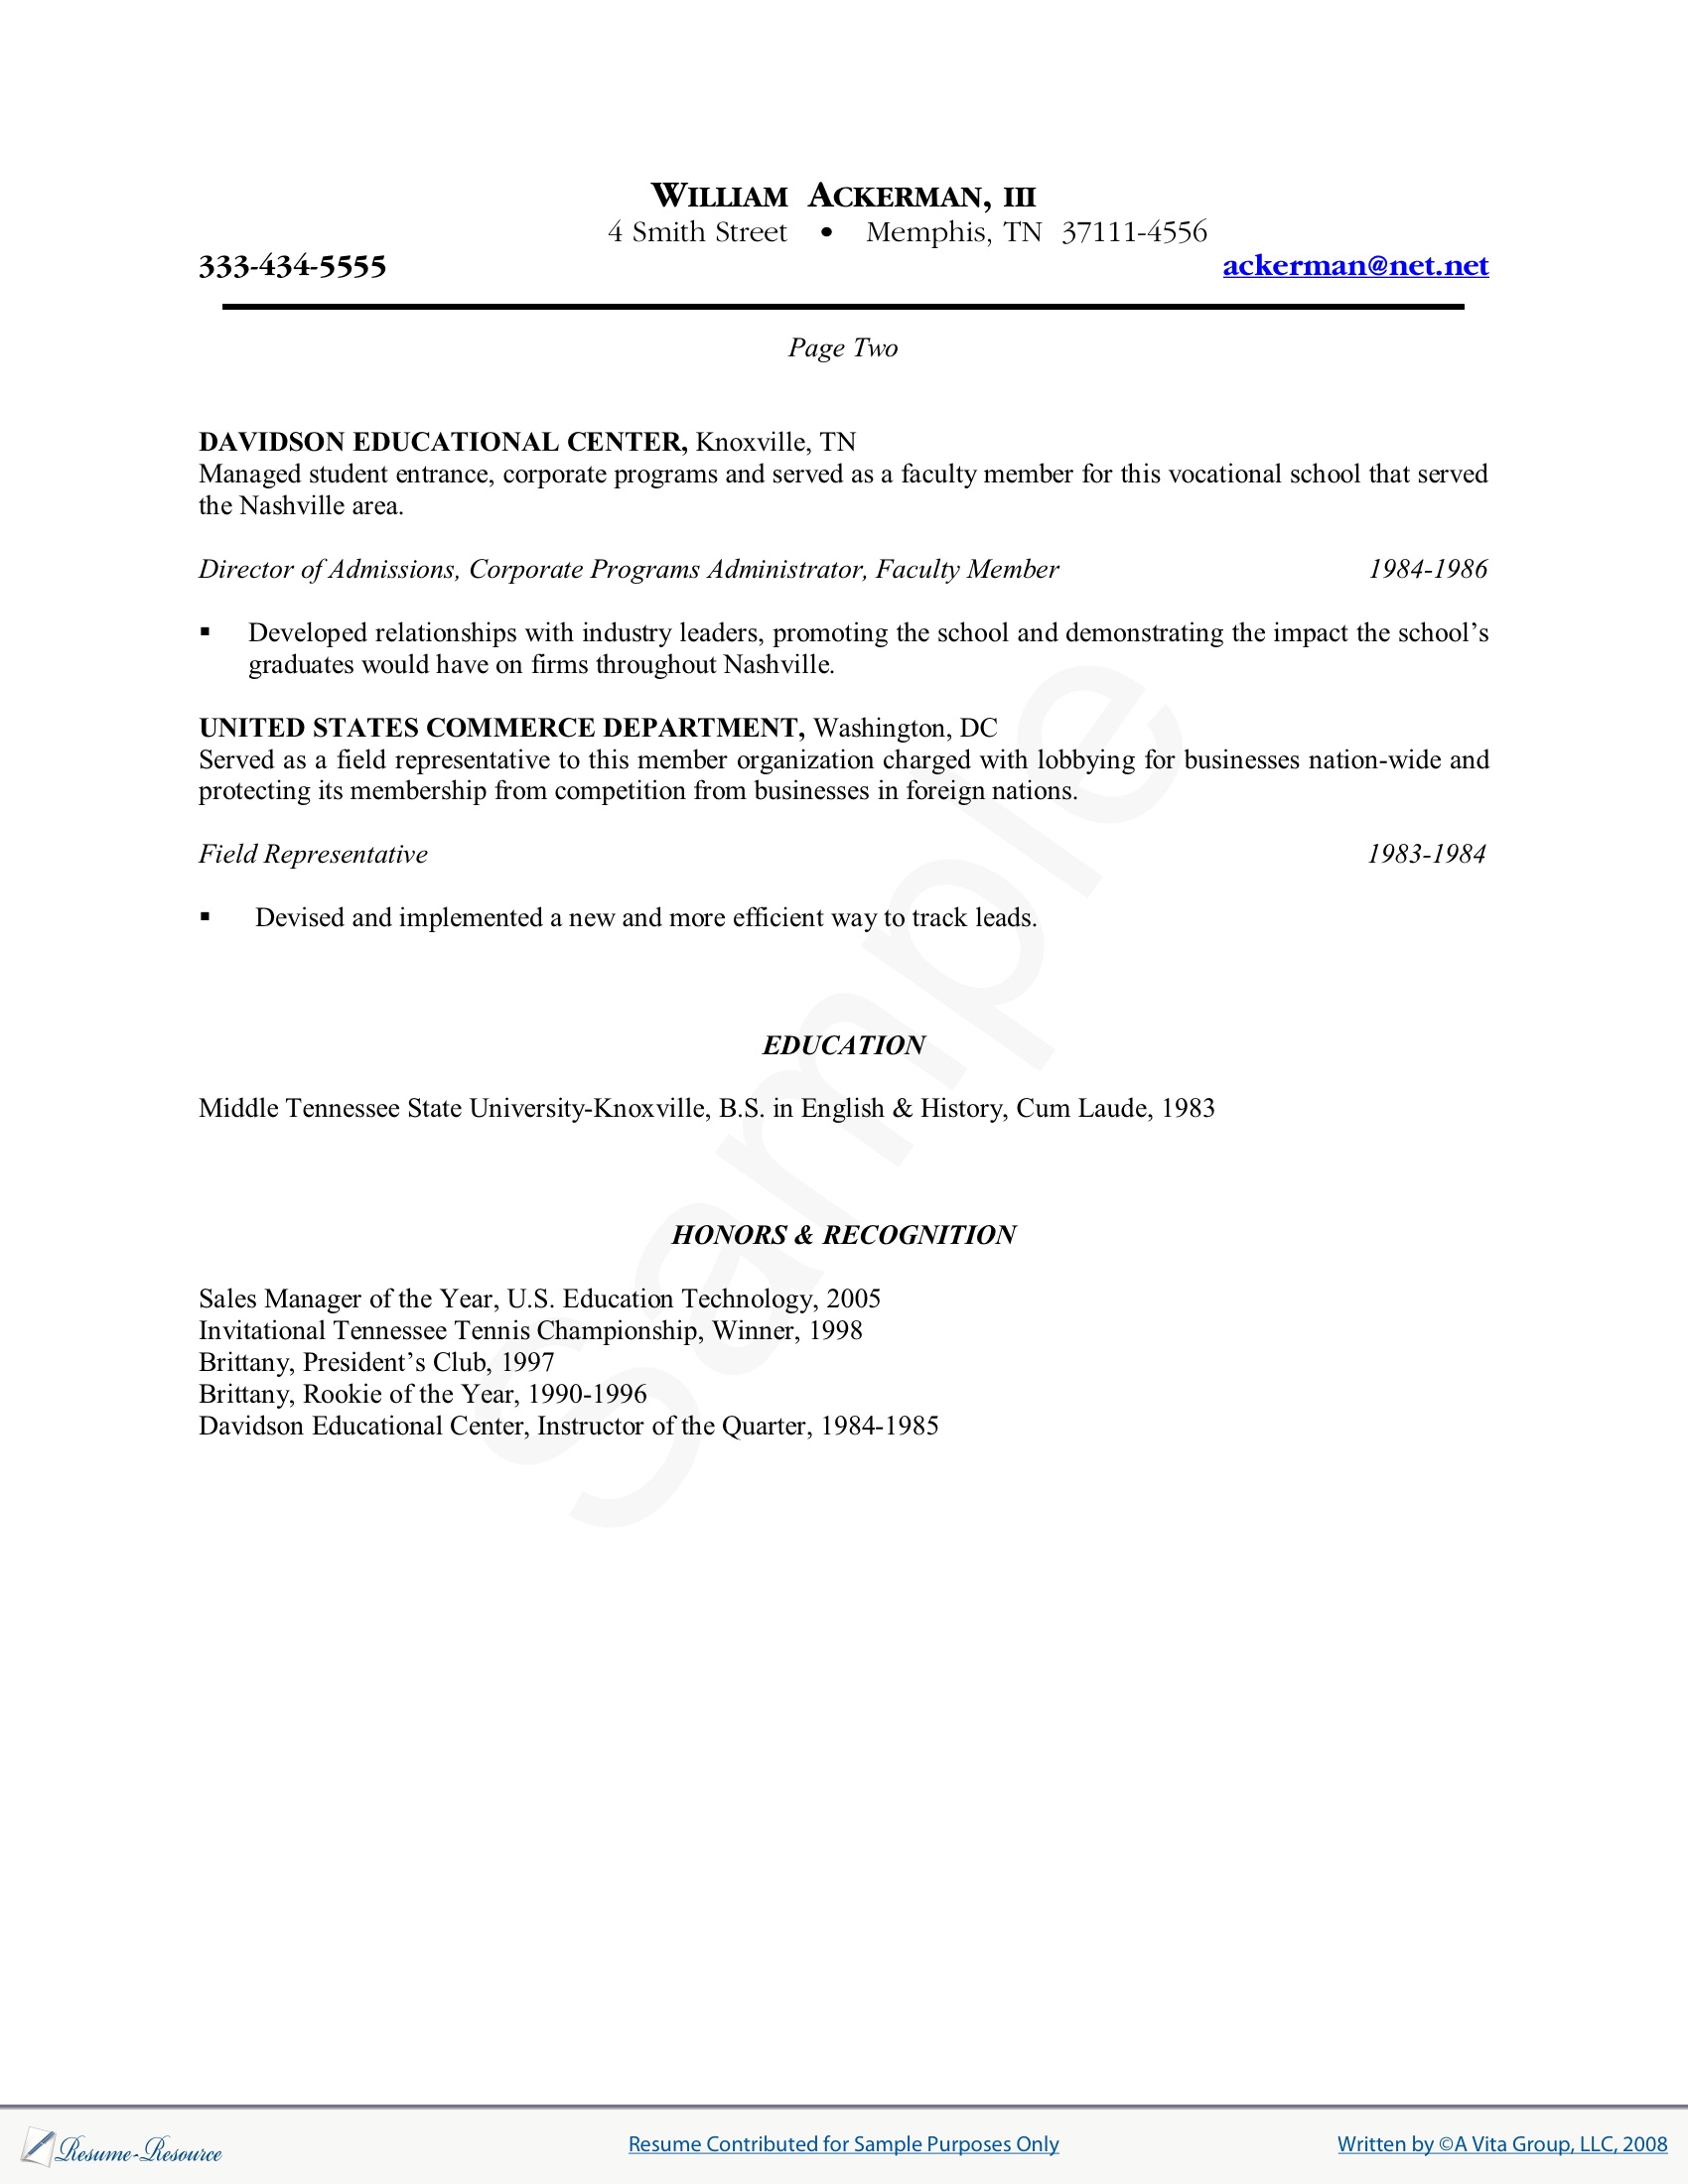 WILLIAM ACKERMAN, III
4 Smith Street • Memphis, TN 37111-4556
333-434-5555 ackerman@net.net
Page Two
DAVIDSON EDUCATIONAL CENTER, Knoxville, TN
Managed student entrance, corporate programs and served as a faculty member for this vocational school that served
the Nashville area.
Director of Admissions, Corporate Programs Administrator, Faculty Member 1984-1986
▪ Developed relationships with industry leaders, promoting the school and demonstrating the impact the school’s
graduates would have on firms throughout Nashville.
UNITED STATES COMMERCE DEPARTMENT, Washington, DC
Served as a field representative to this member organization charged with lobbying for businesses nation-wide and
protecting its membership from competition from businesses in foreign nations.
Field Representative 1983-1984
▪ Devised and implemented a new and more efficient way to track leads.
EDUCATION
Middle Tennessee State University-Knoxville, B.S. in English & History, Cum Laude, 1983
HONORS & RECOGNITION
Sales Manager of the Year, U.S. Education Technology, 2005
Invitational Tennessee Tennis Championship, Winner, 1998
Brittany, President’s Club, 1997
Brittany, Rookie of the Year, 1990-1996
Davidson Educational Center, Instructor of the Quarter, 1984-1985
Sample
Resume-Resource Resume Contributed for Sample Purposes Only Written by ©A Vita Group, LLC, 2008